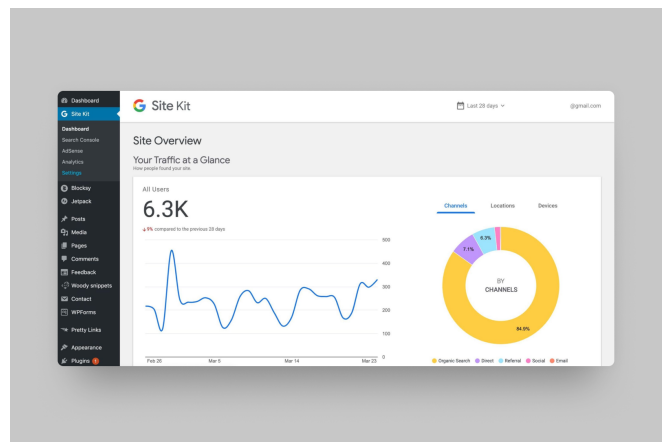 Dashboard
Site Kit
Dashboard
Search Console
AdSense
Analytics
Settings
Blocksy
Jetpack
Posts
Media
Pages
Comments
Feedback
Woody snippets
Contact
WPForms
Pretty Links
Appearance
Plugins 1
G Site Kit
Last 28 days
@gmail.com
Site Overview
Your Traffic at a Glance
How people found your site.
All Users
6.3K
5% compared to the previous 28 days
500
400
300
200
100
0
Feb 26 Mar 6 Mar 14 Mar 23
Channels Locations Devices
6.3%
7.1%
BY
CHANNELS
84.9%
Organic Search Direct Referral Social Email